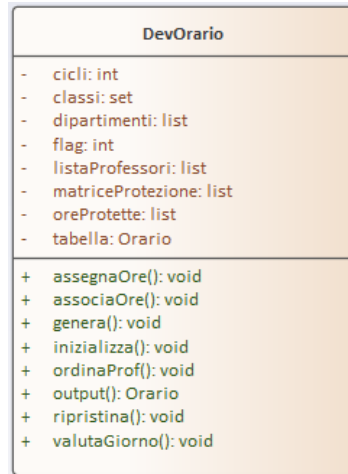 DevOrario
- cicli: int
- classi: set
- dipartimenti: list
- flag: int
- listaProfessori: list
- matriceProtezione: list
- oreProtette: list
- tabella: Orario
+ assegnaOre(): void
+ associaOre(): void
+ genera(): void
+ inizializza(): void
+ ordinaProf(): void
+ output(): Orario
+ ripristina(): void
+ valutaGiorno(): void